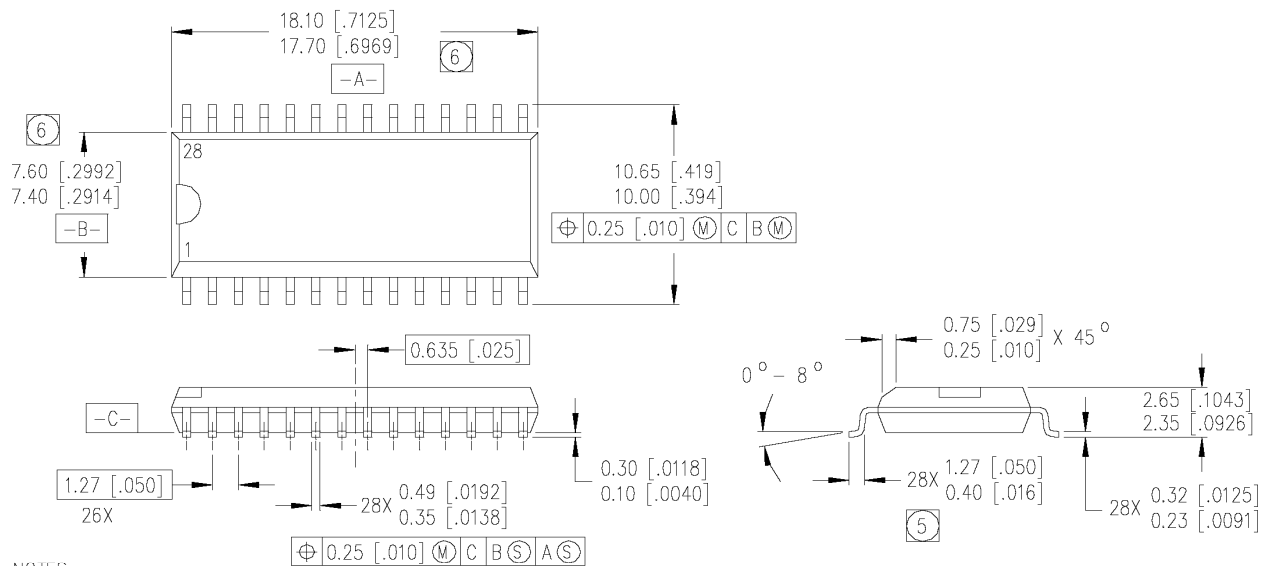 18.10 [.7125]
17.70 [.6969]
6
-A-
6
7.60 [.2992]
7.40 [.2914]
-B-
28
1
10.65 [.419]
10.00 [.394]
⌖ 0.25 [.010] Ⓜ C B Ⓜ
0.635 [.025]
-C-
1.27 [.050]
26X
28X 0.49 [.0192]
0.35 [.0138]
⌖ 0.25 [.010] Ⓜ C B Ⓢ A Ⓢ
0.30 [.0118]
0.10 [.0040]
0.75 [.029]
0.25 [.010]
X 45°
0° - 8°
2.65 [.1043]
2.35 [.0926]
28X 1.27 [.050]
0.40 [.016]
5
28X 0.32 [.0125]
0.23 [.0091]